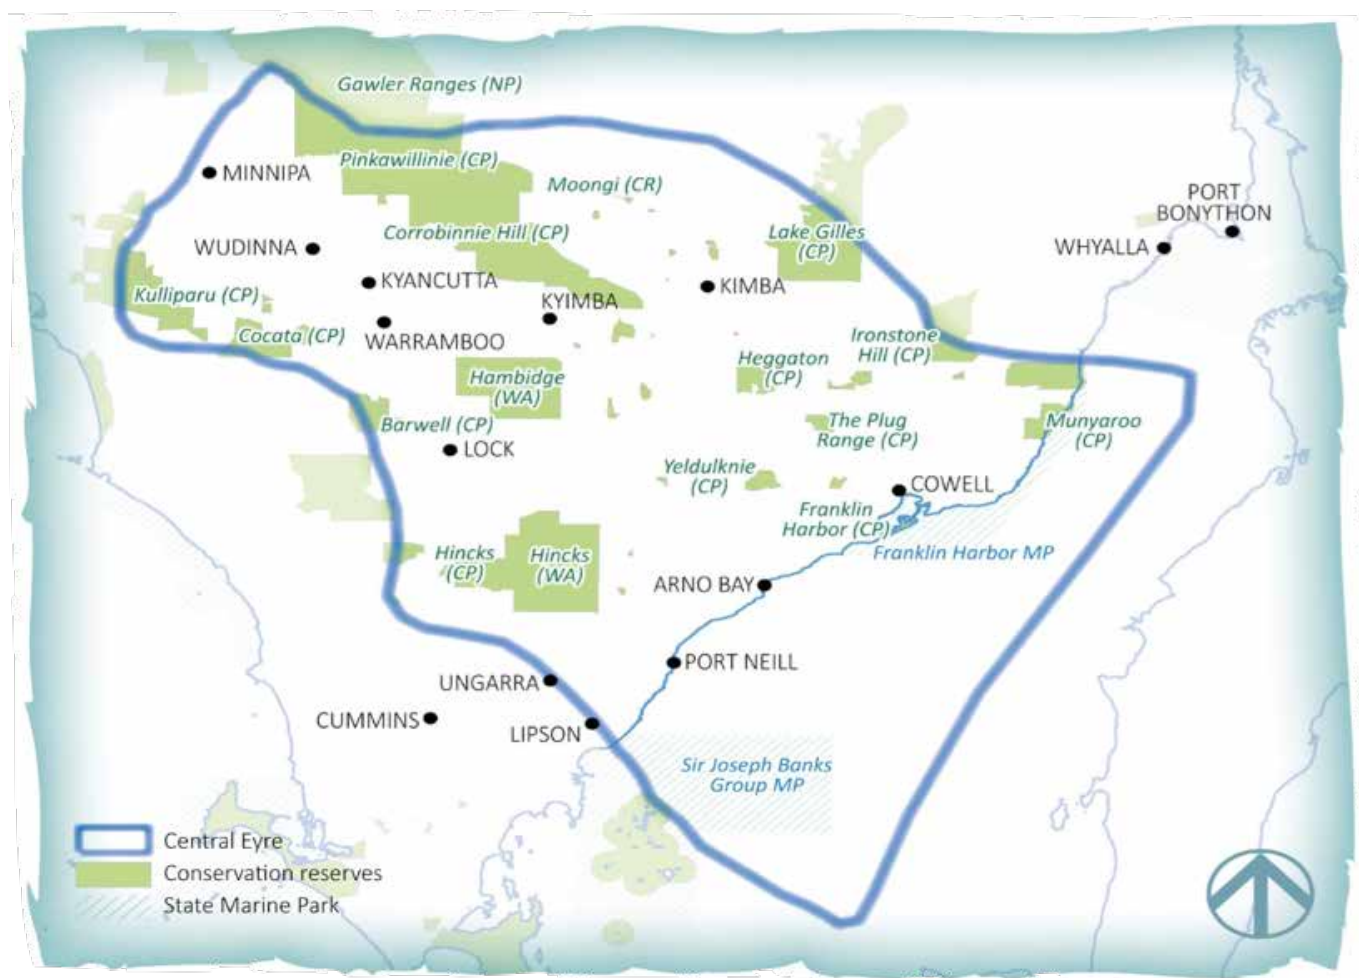 Gawler Ranges (NP)
Pinkawillinie (CP)
MINNIPA
Moongi (CR)
PORT
BONYTHON
Corrobinnie Hill (CP)
Lake Gilles
(CP)
WUDINNA
WHYALLA
KYANCUTTA
KIMBA
Kulliparu (CP)
KYIMBA
Cocata (CP)
WARRAMBOO
Ironstone
Hill (CP)
Heggaton
(CP)
Hambidge
(WA)
Barwell (CP)
The Plug
Range (CP)
Munyaroo
(CP)
LOCK
Yeldulknie
(CP)
COWELL
Franklin
Harbor (CP)
Franklin Harbor MP
Hincks
(CP)
Hincks
(WA)
ARNO BAY
PORT NEILL
UNGARRA
CUMMINS
LIPSON
Sir Joseph Banks
Group MP
Central Eyre
Conservation reserves
State Marine Park